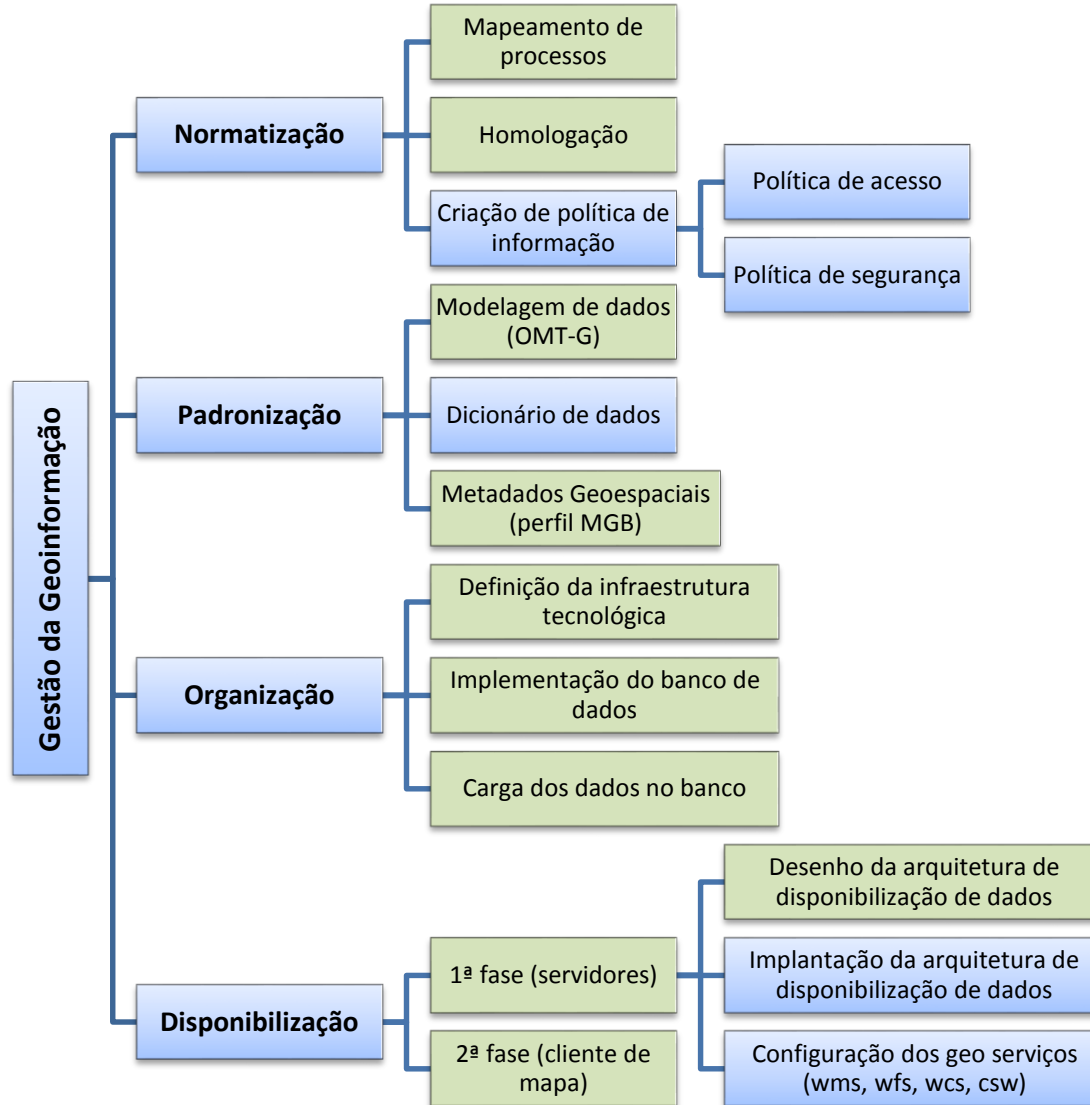 Gestão da Geoinformação
Normatização
Mapeamento de
processos
Homologação
Criação de política de
informação
Política de acesso
Política de segurança
Padronização
Modelagem de dados
(OMT-G)
Dicionário de dados
Metadados Geoespaciais
(perfil MGB)
Organização
Definição da infraestrutura
tecnológica
Implementação do banco de
dados
Carga dos dados no banco
Disponibilização
1ª fase (servidores)
Desenho da arquitetura de
disponibilização de dados
Implantação da arquitetura de
disponibilização de dados
Configuração dos geo serviços
(wms, wfs, wcs, csw)
2ª fase (cliente de
mapa)